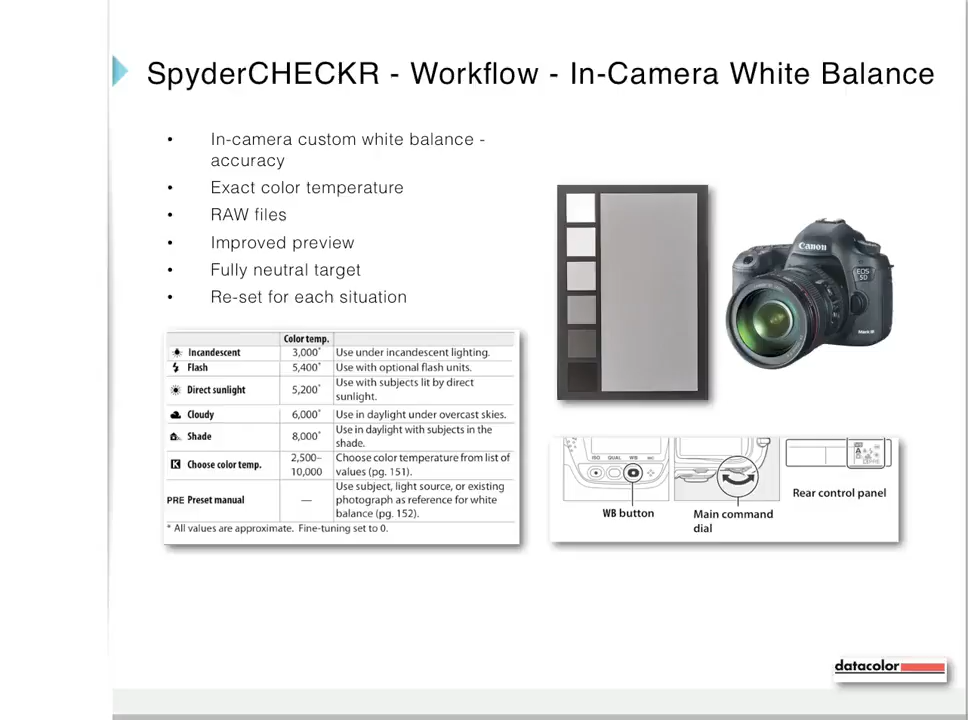 SpyderCHECKR - Workflow - In-Camera White Balance
• In-camera custom white balance -
accuracy
• Exact color temperature
• RAW files
• Improved preview
• Fully neutral target
• Re-set for each situation
Color temp.
Incandescent 3,000* Use under incandescent lighting.
Flash 5,400* Use with optional flash units.
Direct sunlight 5,200* Use with subjects lit by direct
sunlight.
Cloudy 6,000* Use in daylight under overcast skies.
Shade 8,000* Use in daylight with subjects in the
shade.
K Choose color temp. 2,500–
10,000 Choose color temperature from list of
values (pg. 151).
PRE Preset manual — Use subject, light source, or existing
photograph as reference for white
balance (pg. 152).
* All values are approximate. Fine-tuning set to 0.
Canon
EOS
5D
Mark III
ISO QUAL WB
WB button
Main command
dial
Rear control panel
datacolor